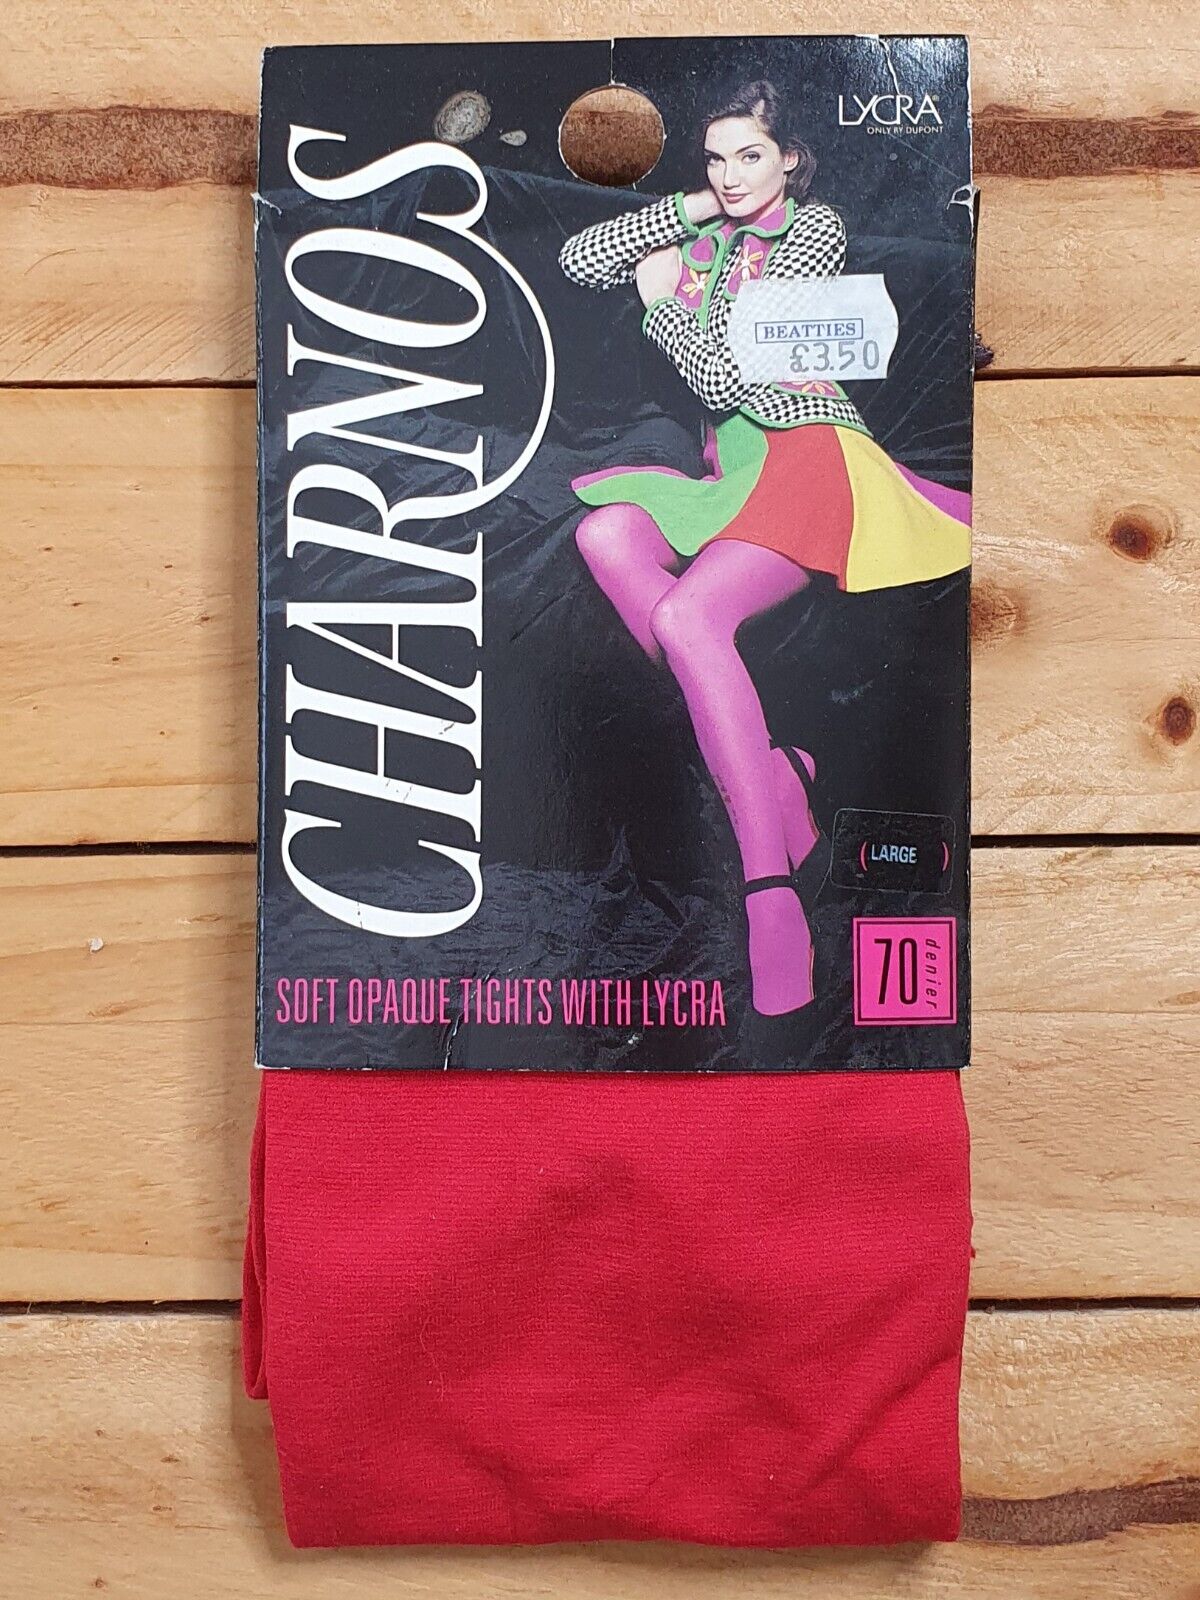 LYCRA®
ONLY BY DUPONT
CHARNOS
BEATTIES
£3.50
( LARGE )
70 denier
SOFT OPAQUE TIGHTS WITH LYCRA